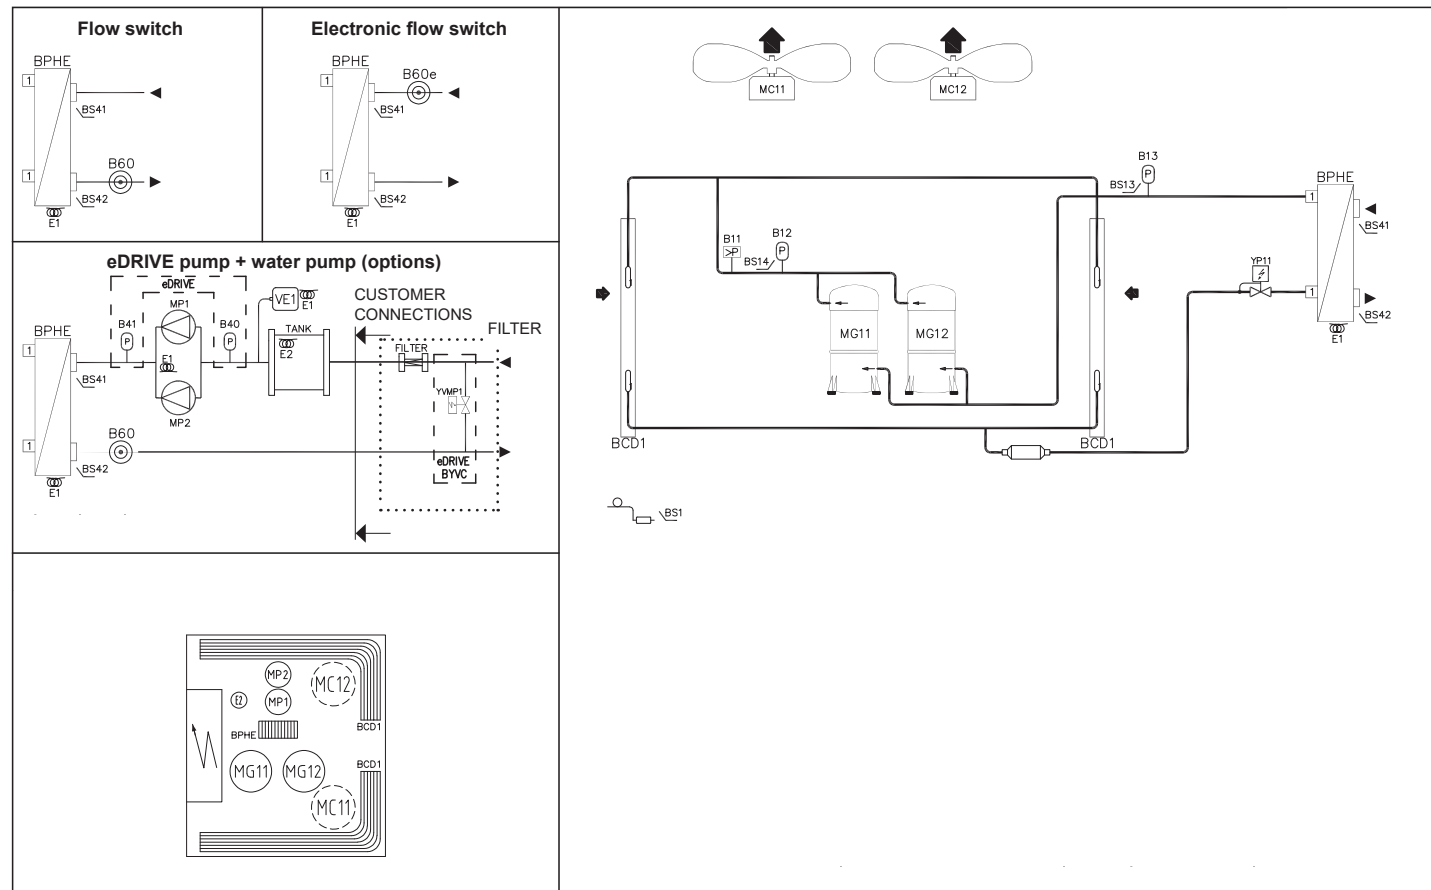 Flow switch
BPHE
1
BS41
B60
1
BS42
E1
Electronic flow switch
BPHE
B60e
1
BS41
1
BS42
E1
eDRIVE pump + water pump (options)
eDRIVE
MP1
B41
P
B40
P
VE1
E1
CUSTOMER
CONNECTIONS
FILTER
BPHE
TANK
E2
FILTER
1
E1
BS41
YVMP1
MP2
B60
1
BS42
eDRIVE
BYVC
E1
MP2
MC12
E2
MP1
BCD1
BPHE
BCD1
MG11
MG12
MC11
MC11
MC12
B13
BS13
P
BPHE
1
BS41
B11
>P
B12
BS14
P
YP11
1
BS42
MG11
MG12
E1
BCD1
BCD1
BS1